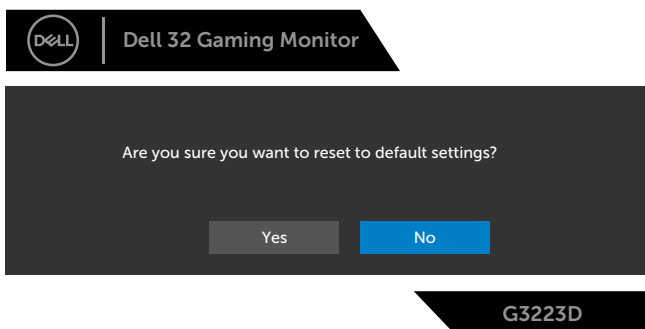 DELL
Dell 32 Gaming Monitor
Are you sure you want to reset to default settings?
Yes
No
G3223D